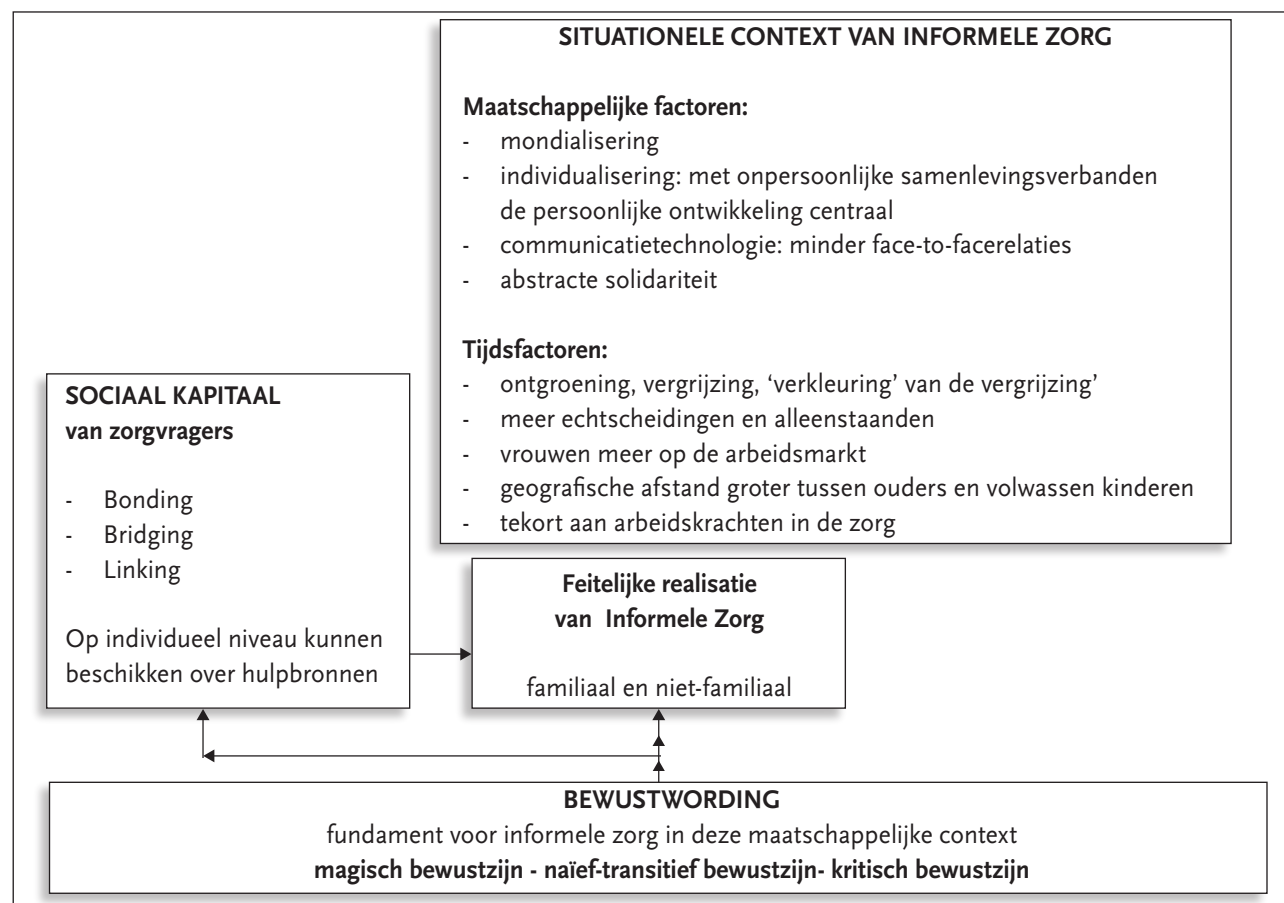 SITUATIONELE CONTEXT VAN INFORMELE ZORG
Maatschappelijke factoren:
- mondialisering
- individualisering: met onpersoonlijke samenlevingsverbanden
de persoonlijke ontwikkeling centraal
- communicatietechnologie: minder face-to-facerelaties
- abstracte solidariteit
Tijdsfactoren:
- ontgroening, vergrijzing, ‘verkleuring’ van de vergrijzing’
- meer echtscheidingen en alleenstaanden
- vrouwen meer op de arbeidsmarkt
- geografische afstand groter tussen ouders en volwassen kinderen
- tekort aan arbeidskrachten in de zorg
SOCIAAL KAPITAAL
van zorgvragers
- Bonding
- Bridging
- Linking
Op individueel niveau kunnen
beschikken over hulpbronnen
Feitelijke realisatie
van Informele Zorg
familiaal en niet-familiaal
BEWUSTWORDING
fundament voor informele zorg in deze maatschappelijke context
magisch bewustzijn - naïef-transitief bewustzijn- kritisch bewustzijn